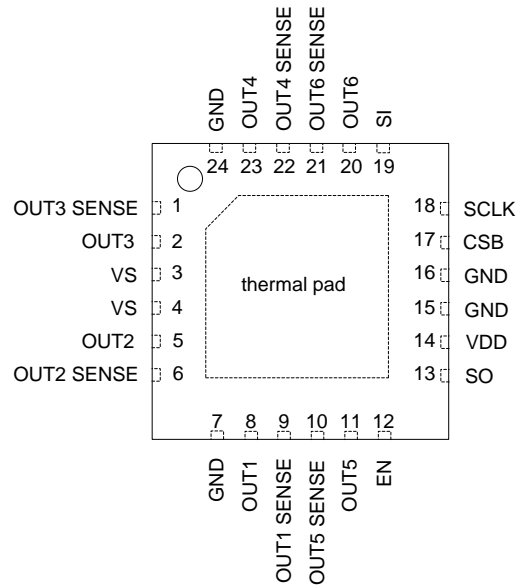 GND
OUT4
OUT4 SENSE
OUT6 SENSE
OUT6
SI
24 23 22 21 20 19
OUT3 SENSE 1
OUT3 2
VS 3
VS 4
OUT2 5
OUT2 SENSE 6
thermal pad
18 SCLK
17 CSB
16 GND
15 GND
14 VDD
13 SO
7 8 9 10 11 12
GND
OUT1
OUT1 SENSE
OUT5 SENSE
OUT5
EN